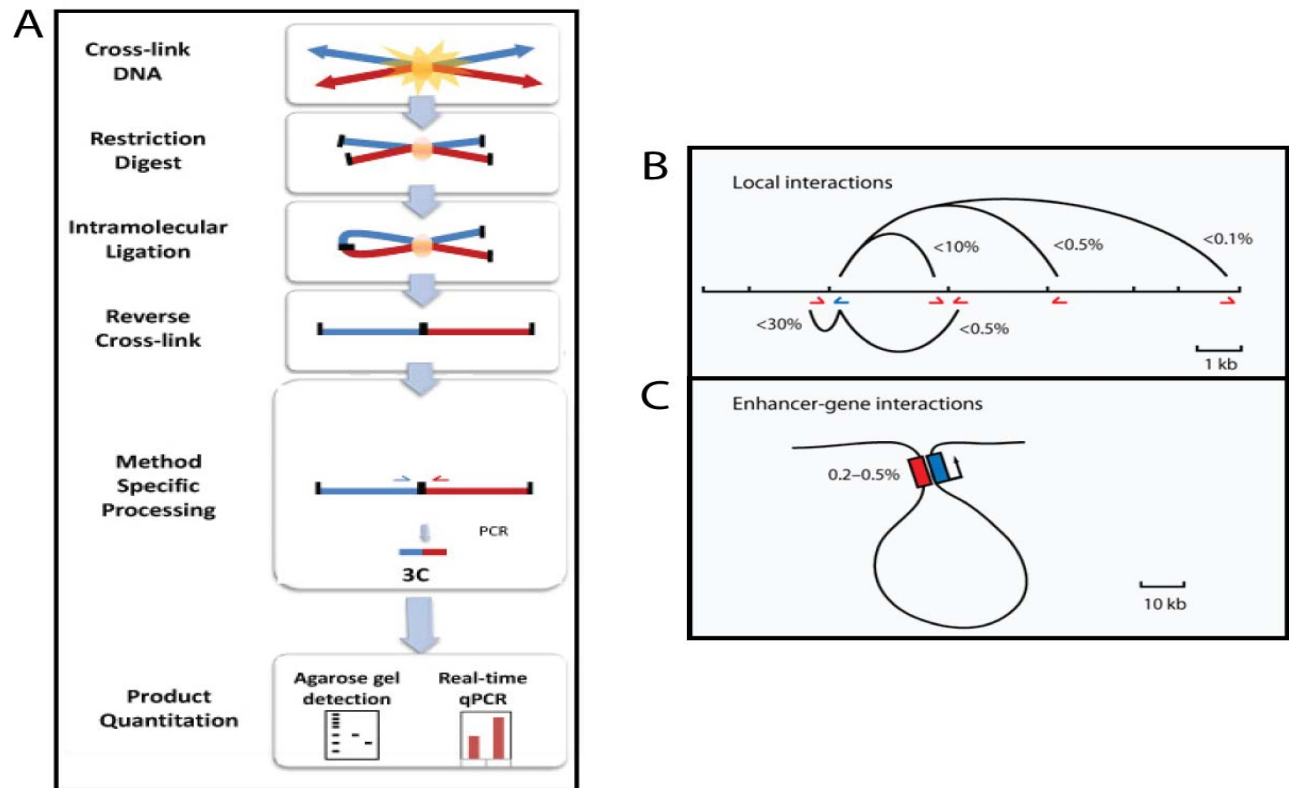 A
Cross-link
DNA
Restriction
Digest
Intramolecular
Ligation
Reverse
Cross-link
Method
Specific
Processing
PCR
3C
Product
Quantitation
Agarose gel
detection
Real-time
qPCR
B
Local interactions
<10%
<0.5%
<0.1%
<30%
<0.5%
1 kb
C
Enhancer-gene interactions
0.2–0.5%
10 kb